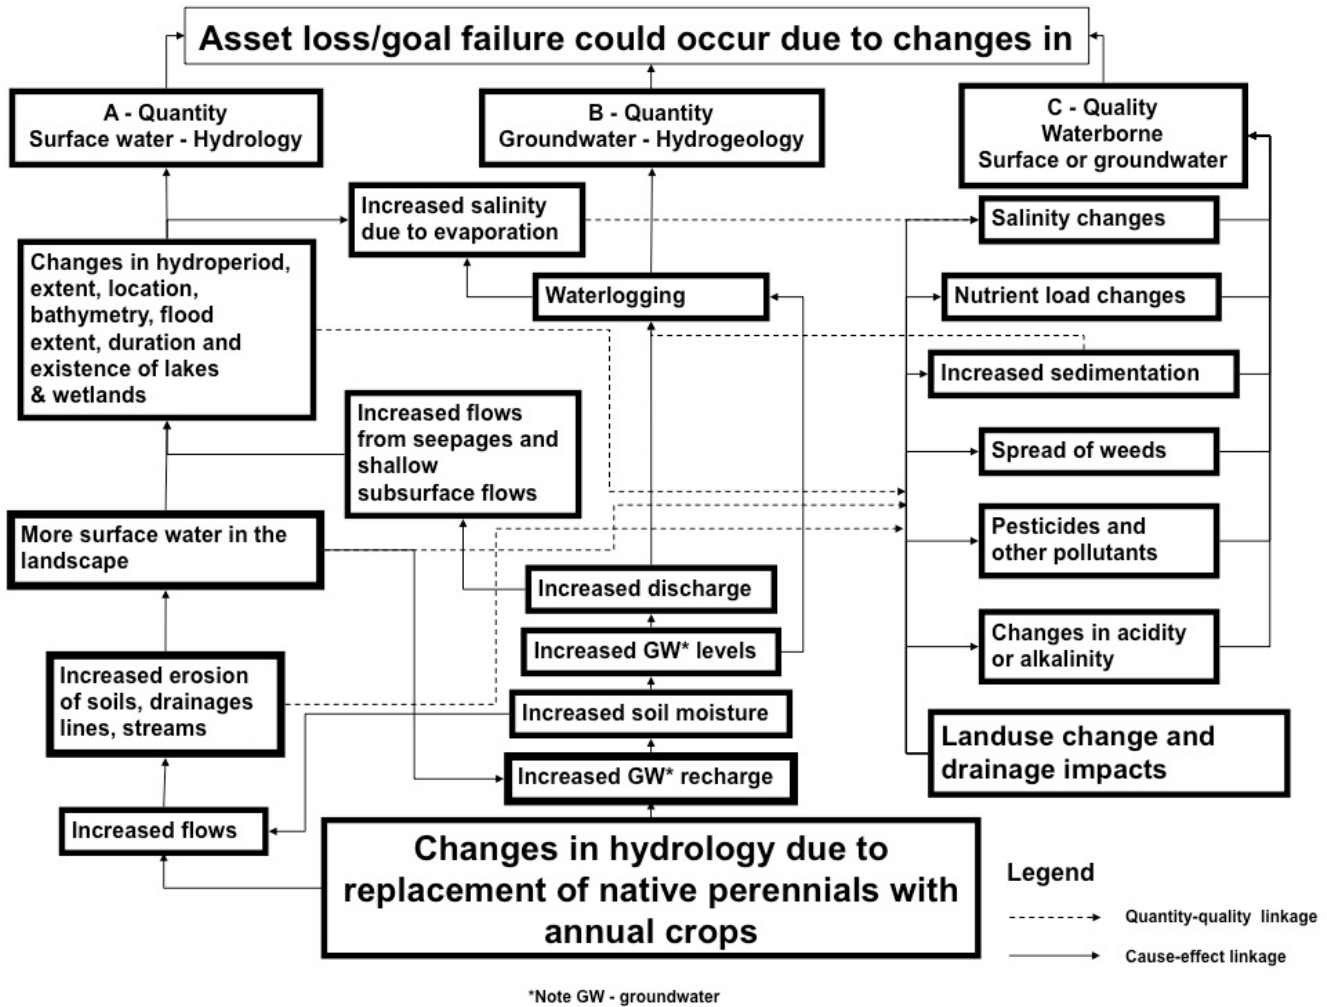 Asset loss/goal failure could occur due to changes in
A - Quantity
Surface water - Hydrology
B - Quantity
Groundwater - Hydrogeology
C - Quality
Waterborne
Surface or groundwater
Increased salinity
due to evaporation
Salinity changes
Changes in hydroperiod,
extent, location,
bathymetry, flood
extent, duration and
existence of lakes
& wetlands
Waterlogging
Nutrient load changes
Increased sedimentation
Increased flows
from seepages and
shallow
subsurface flows
Spread of weeds
More surface water in the
landscape
Pesticides and
other pollutants
Increased discharge
Increased GW* levels
Changes in acidity
or alkalinity
Increased erosion
of soils, drainages
lines, streams
Increased soil moisture
Landuse change and
drainage impacts
Increased GW* recharge
Increased flows
Changes in hydrology due to
replacement of native perennials with
annual crops
Legend
Quantity-quality linkage
Cause-effect linkage
*Note GW - groundwater